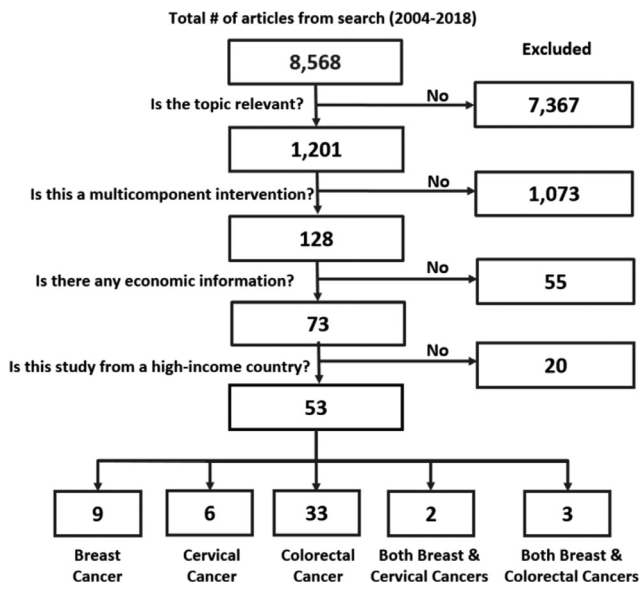 Total # of articles from search (2004-2018)
8,568
Excluded
Is the topic relevant?
No
7,367
1,201
Is this a multicomponent intervention?
No
1,073
128
Is there any economic information?
No
55
73
Is this study from a high-income country?
No
20
53
9
6
33
2
3
Breast
Cancer
Cervical
Cancer
Colorectal
Cancer
Both Breast &
Cervical Cancers
Both Breast &
Colorectal Cancers